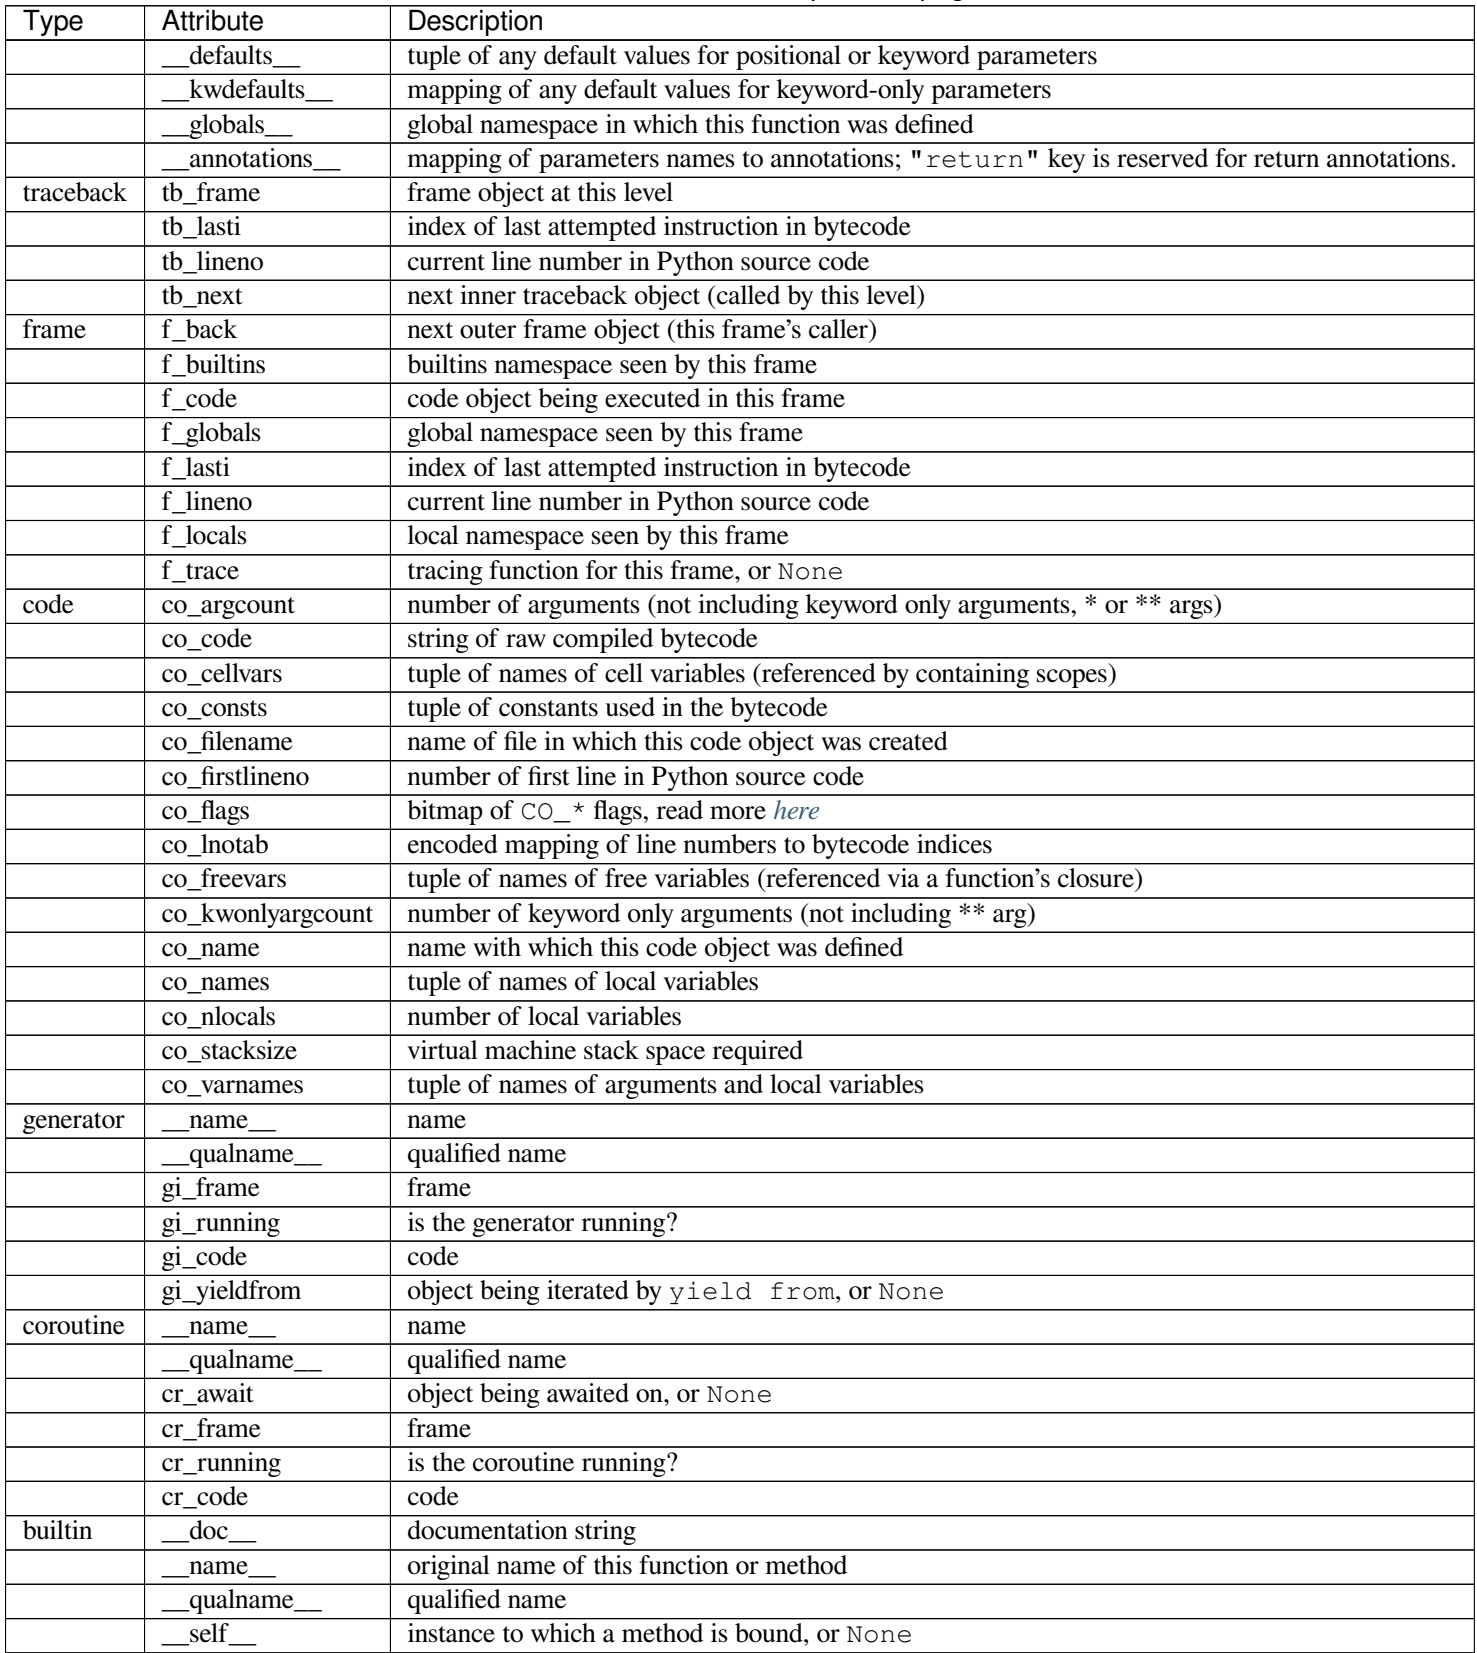 Type Attribute Description
__defaults__ tuple of any default values for positional or keyword parameters
__kwdefaults__ mapping of any default values for keyword-only parameters
__globals__ global namespace in which this function was defined
__annotations__ mapping of parameters names to annotations; "return" key is reserved for return annotations.
traceback tb_frame frame object at this level
tb_lasti index of last attempted instruction in bytecode
tb_lineno current line number in Python source code
tb_next next inner traceback object (called by this level)
frame f_back next outer frame object (this frame’s caller)
f_builtins builtins namespace seen by this frame
f_code code object being executed in this frame
f_globals global namespace seen by this frame
f_lasti index of last attempted instruction in bytecode
f_lineno current line number in Python source code
f_locals local namespace seen by this frame
f_trace tracing function for this frame, or None
code co_argcount number of arguments (not including keyword only arguments, * or ** args)
co_code string of raw compiled bytecode
co_cellvars tuple of names of cell variables (referenced by containing scopes)
co_consts tuple of constants used in the bytecode
co_filename name of file in which this code object was created
co_firstlineno number of first line in Python source code
co_flags bitmap of CO_* flags, read more here
co_lnotab encoded mapping of line numbers to bytecode indices
co_freevars tuple of names of free variables (referenced via a function’s closure)
co_kwonlyargcount number of keyword only arguments (not including ** arg)
co_name name with which this code object was defined
co_names tuple of names of local variables
co_nlocals number of local variables
co_stacksize virtual machine stack space required
co_varnames tuple of names of arguments and local variables
generator __name__ name
__qualname__ qualified name
gi_frame frame
gi_running is the generator running?
gi_code code
gi_yieldfrom object being iterated by yield from, or None
coroutine __name__ name
__qualname__ qualified name
cr_await object being awaited on, or None
cr_frame frame
cr_running is the coroutine running?
cr_code code
builtin __doc__ documentation string
__name__ original name of this function or method
__qualname__ qualified name
__self__ instance to which a method is bound, or None